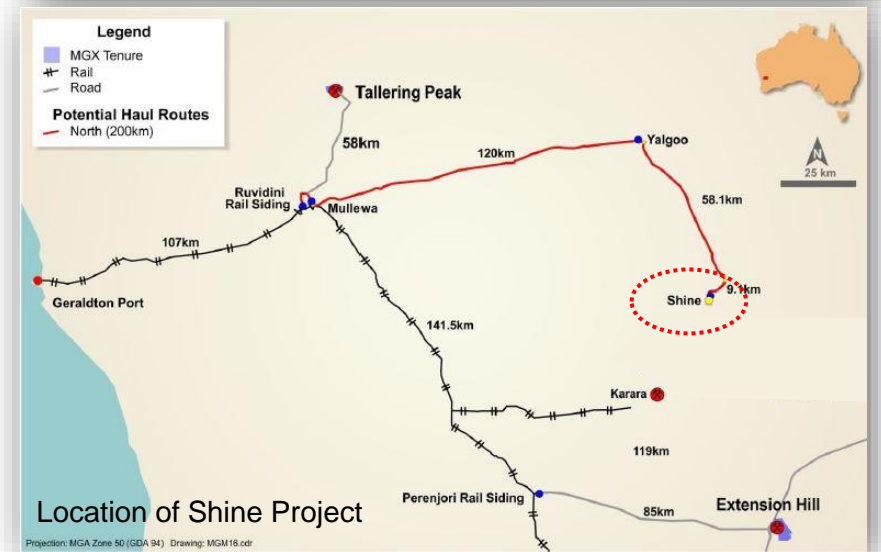 Legend
MGX Tenure
Rail
Road
Potential Haul Routes
North (200km)
Tallering Peak
58km
Yalgoo
120km
N
25 km
Ruvidini
Rail Siding
Mullewa
58.1km
107km
Geraldton Port
9.1km
Shine
141.5km
Karara
119km
Perenjori Rail Siding
85km
Extension Hill
Location of Shine Project
Projection: MGA Zone 50 (GDA 94) Drawing: MGM16.cdr